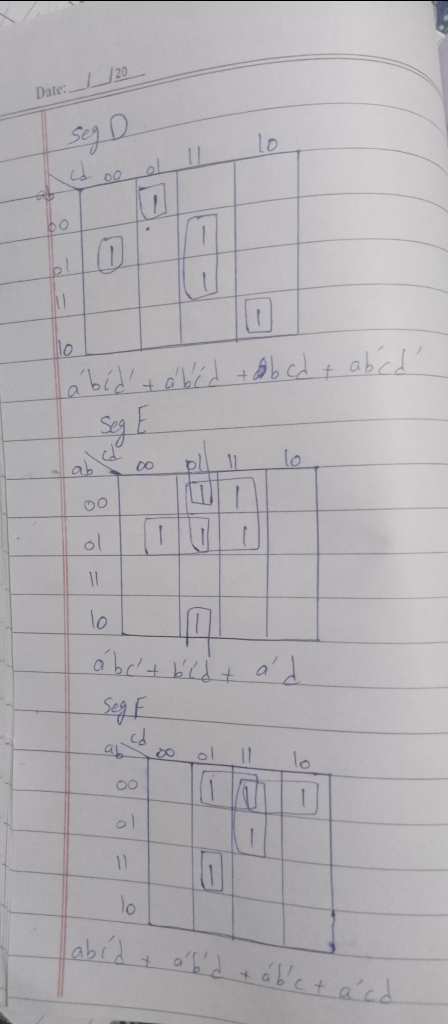 Date: __/__/20__
Seg D
cd 00 01 11 10
ab
00 1
01 1 1
11 1
10 1
a'bc'd' + a'b'c'd + bcd + ab'cd'
Seg E
ab cd 00 01 11 10
00 1 1
01 1 1 1
11
10 1
a'bc' + b'c'd + a'd
Seg F
ab cd 00 01 11 10
00 1 1 1
01 1
11 1
10
abc'd + a'b'd + a'b'c + a'cd